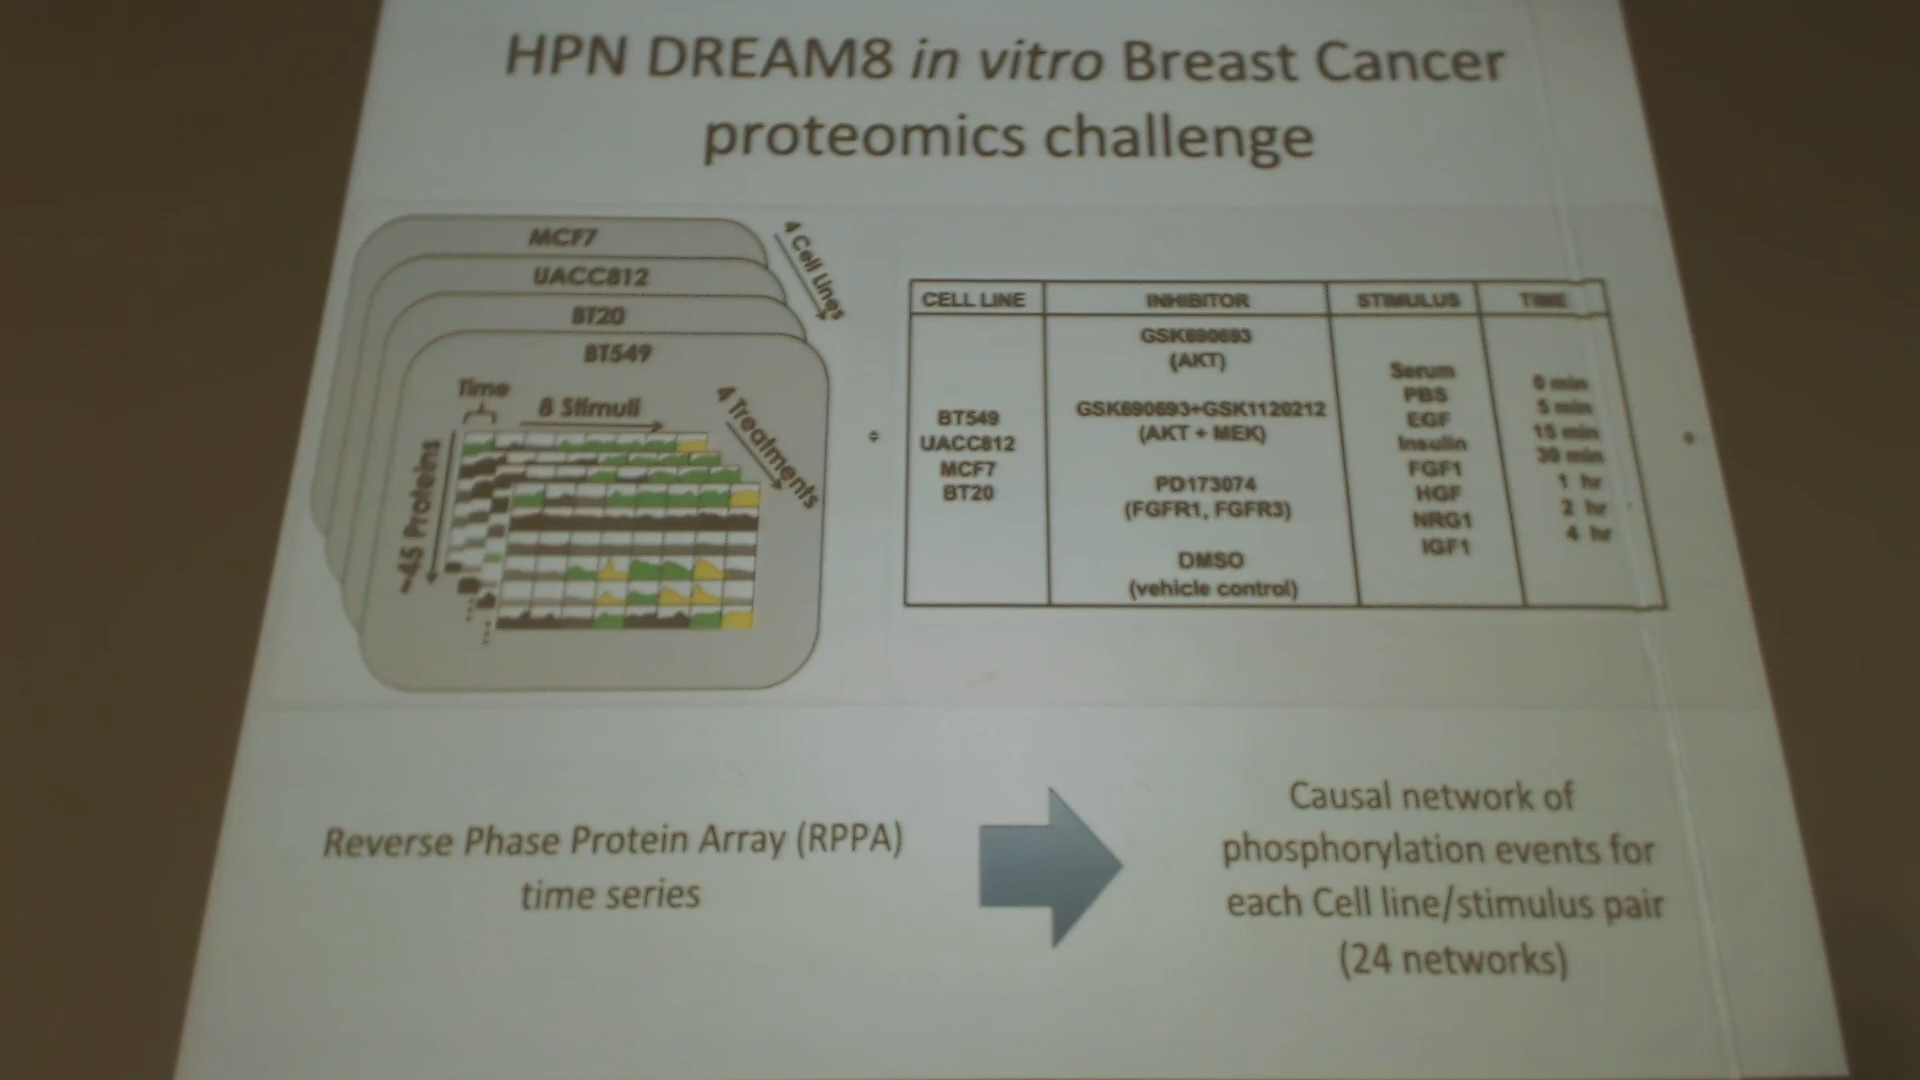 HPN DREAM8 in vitro Breast Cancer
proteomics challenge
MCF7
UACC812
BT20
BT549
4 Cell Lines
Time
8 Stimuli
4 Treatments
~45 Proteins
CELL LINE INHIBITOR STIMULUS TIME
BT549
UACC812
MCF7
BT20
GSK690693
(AKT)
GSK690693+GSK1120212
(AKT + MEK)
PD173074
(FGFR1, FGFR3)
DMSO
(vehicle control)
Serum
PBS
EGF
Insulin
FGF1
HGF
NRG1
IGF1
0 min
5 min
15 min
30 min
1 hr
2 hr
4 hr
Reverse Phase Protein Array (RPPA)
time series
Causal network of
phosphorylation events for
each Cell line/stimulus pair
(24 networks)